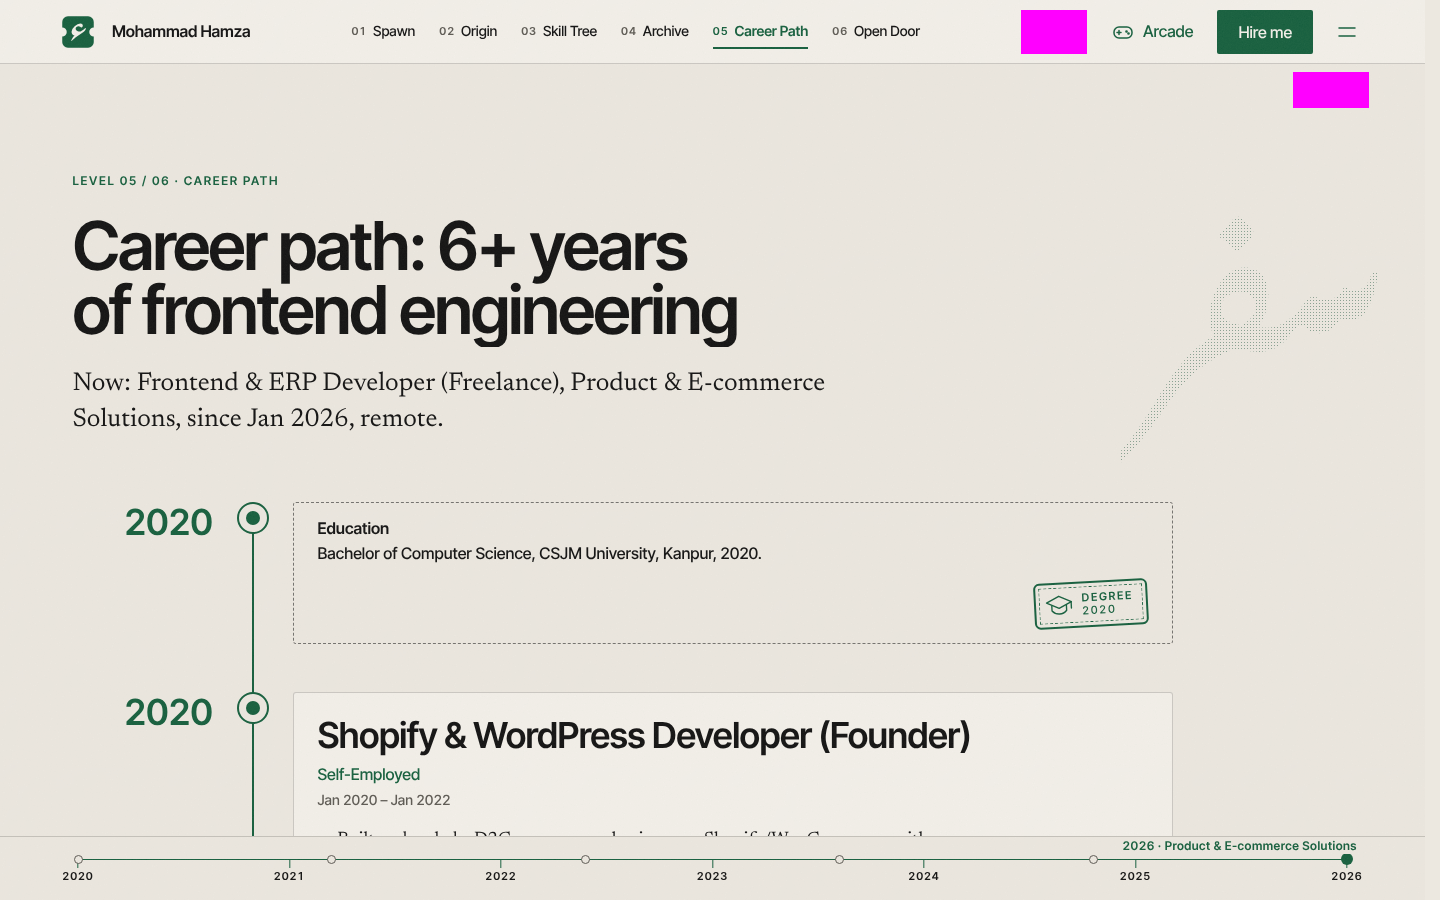 Mohammad Hamza
01 Spawn
02 Origin
03 Skill Tree
04 Archive
05 Career Path
06 Open Door
Arcade
Hire me
LEVEL 05 / 06 · CAREER PATH
Career path: 6+ years
of frontend engineering
Now: Frontend & ERP Developer (Freelance), Product & E-commerce
Solutions, since Jan 2026, remote.
2020
Education
Bachelor of Computer Science, CSJM University, Kanpur, 2020.
DEGREE
2020
2020
Shopify & WordPress Developer (Founder)
Self-Employed
Jan 2020 – Jan 2022
2026 · Product & E-commerce Solutions
2020 2021 2022 2023 2024 2025 2026